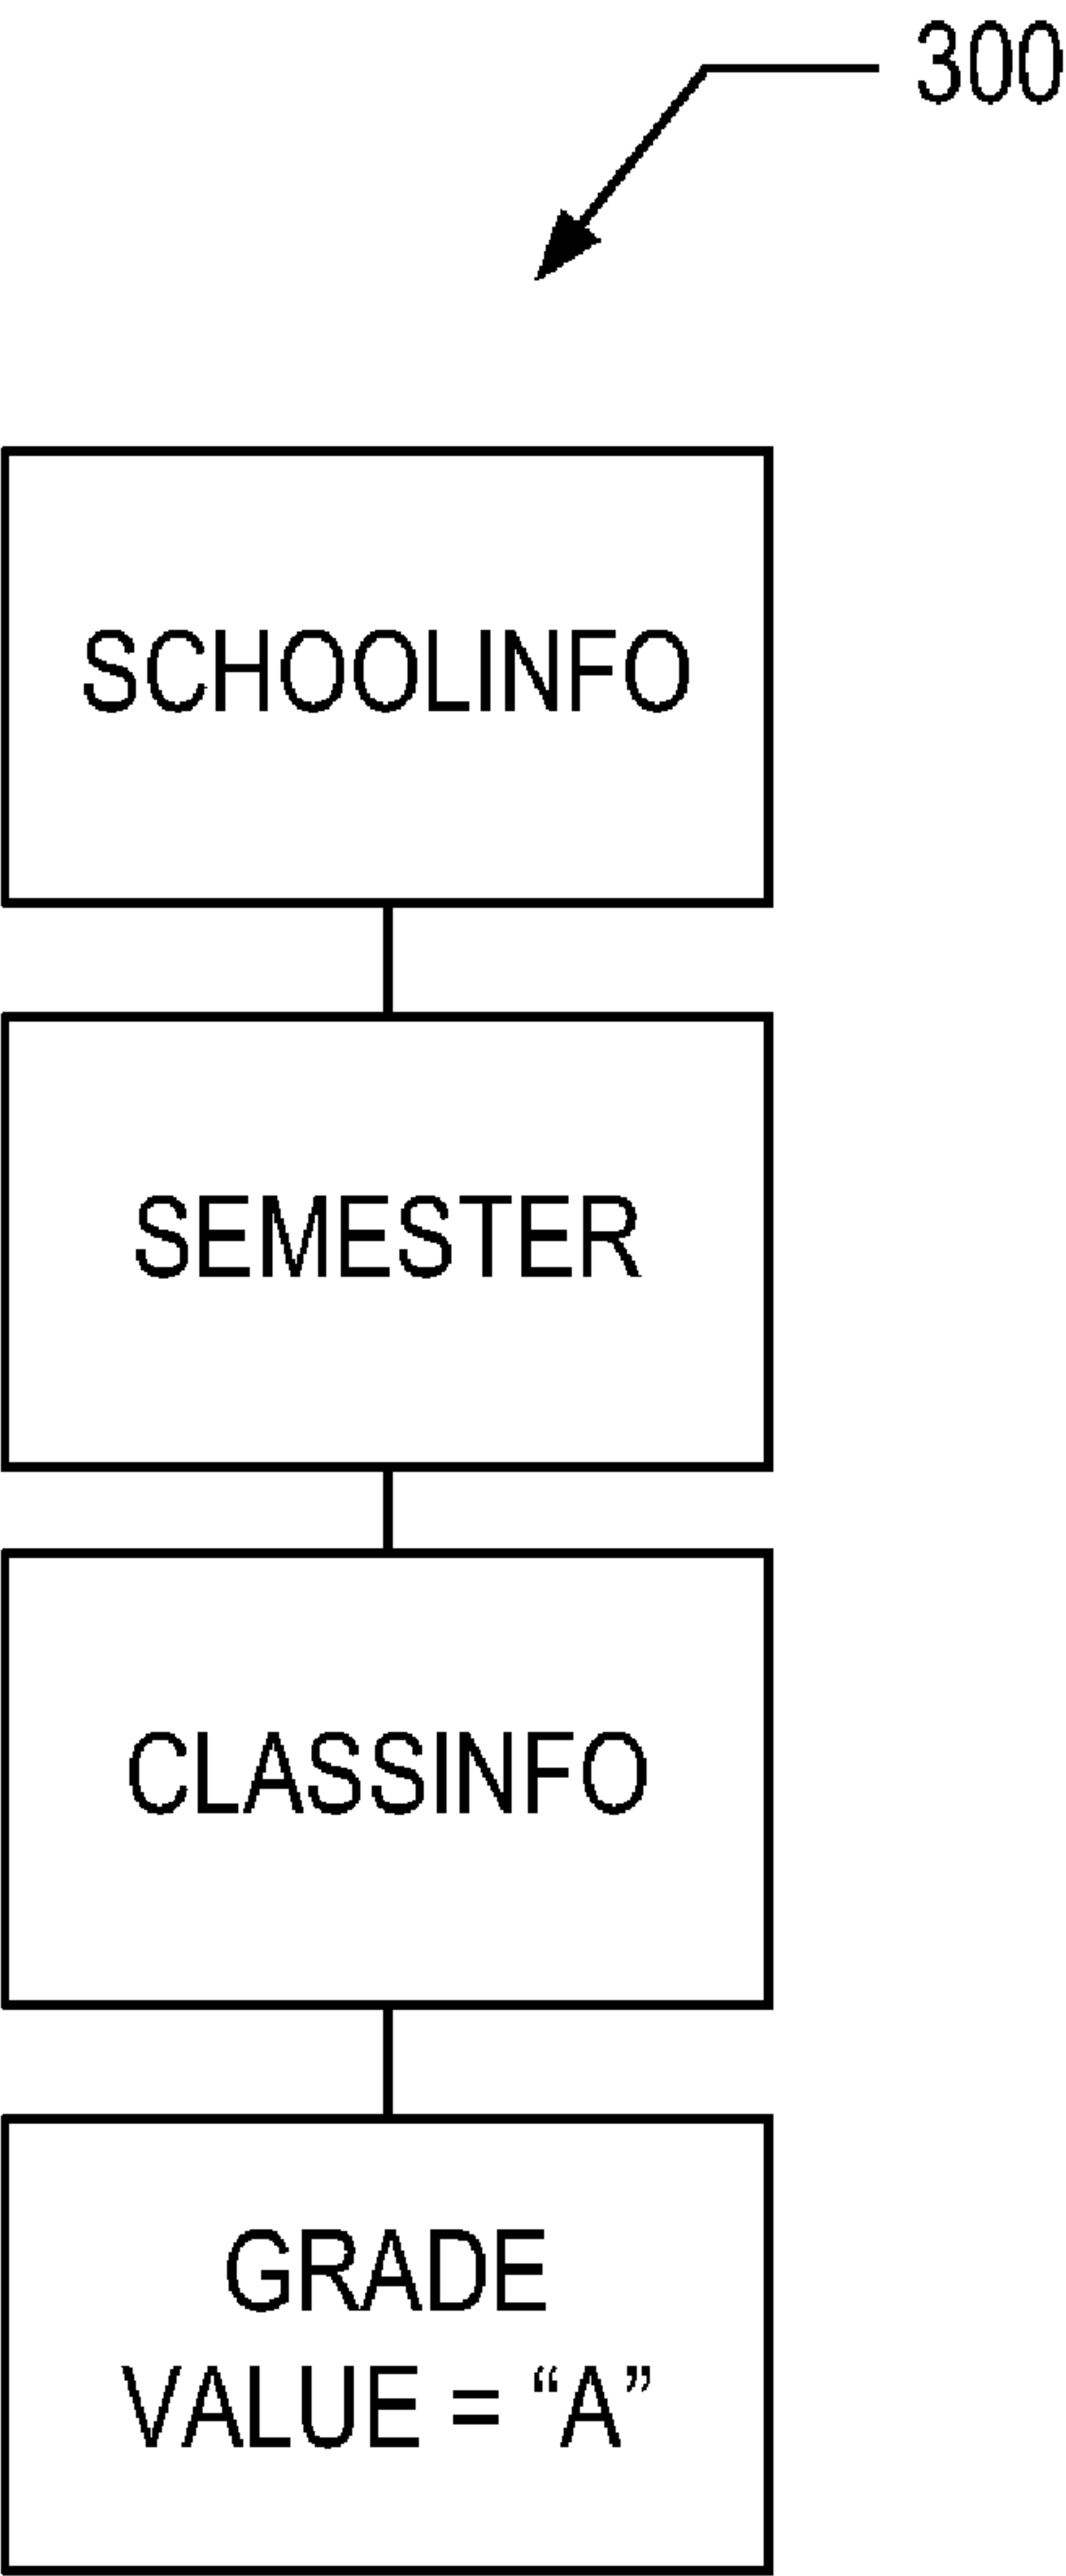 300
SCHOOLINFO
SEMESTER
CLASSINFO
GRADE
VALUE = “A”